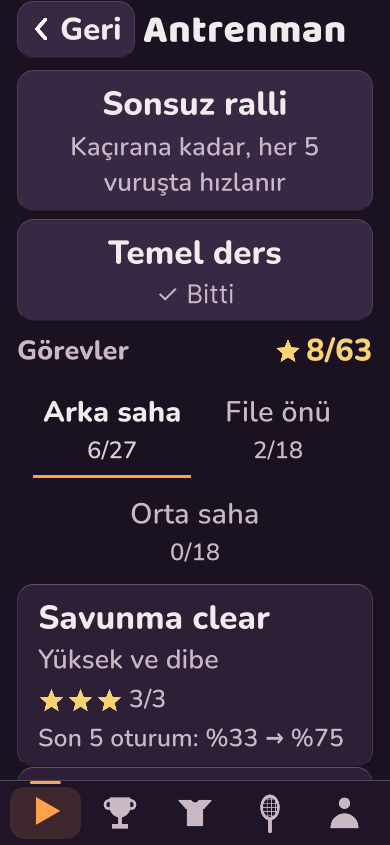 Geri Antrenman
Sonsuz ralli
Kaçırana kadar, her 5
vuruşta hızlanır
Temel ders
✓ Bitti
Görevler ★ 8/63
Arka saha File önü
6/27 2/18
Orta saha
0/18
Savunma clear
Yüksek ve dibe
★★★ 3/3
Son 5 oturum: %33 → %75